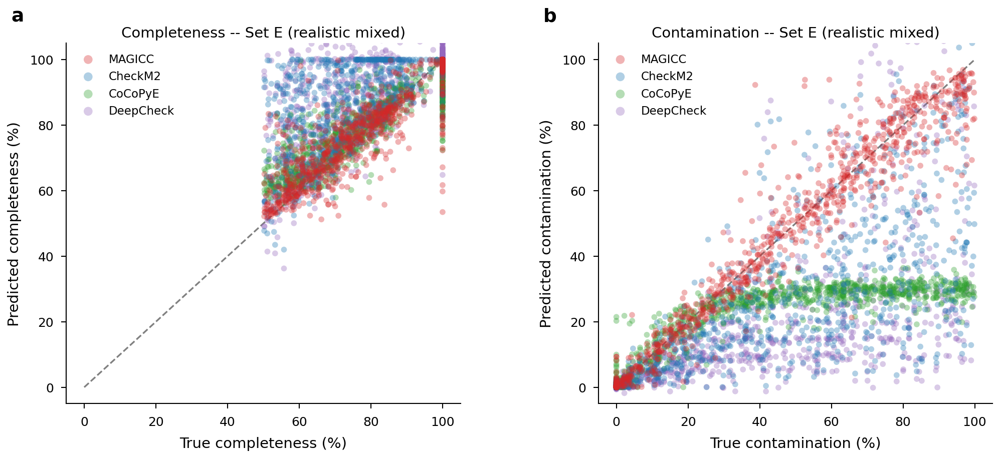 a
Completeness -- Set E (realistic mixed)
MAGICC
CheckM2
CoCoPyE
DeepCheck
100
80
60
40
20
0
Predicted completeness (%)
0 20 40 60 80 100
True completeness (%)
b
Contamination -- Set E (realistic mixed)
MAGICC
CheckM2
CoCoPyE
DeepCheck
100
80
60
40
20
0
Predicted contamination (%)
0 20 40 60 80 100
True contamination (%)